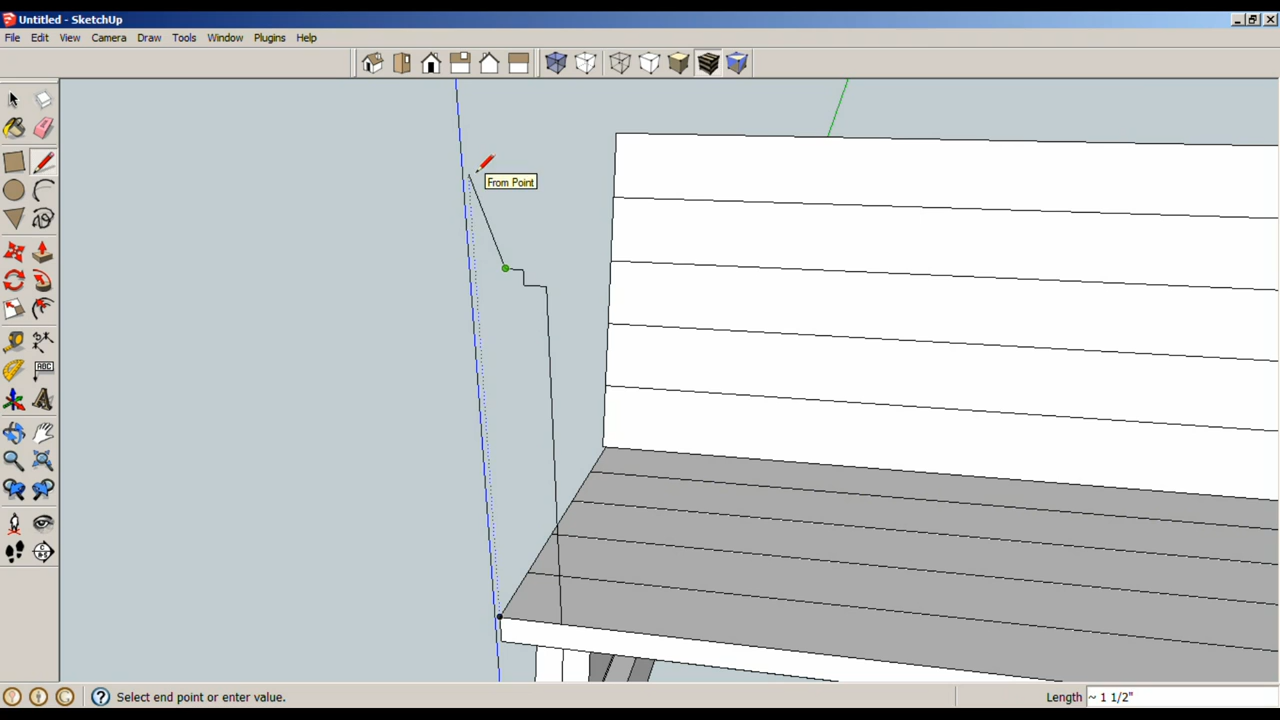 Untitled - SketchUp
File Edit View Camera Draw Tools Window Plugins Help
From Point
ABC
Select end point or enter value.
Length ~ 1 1/2"